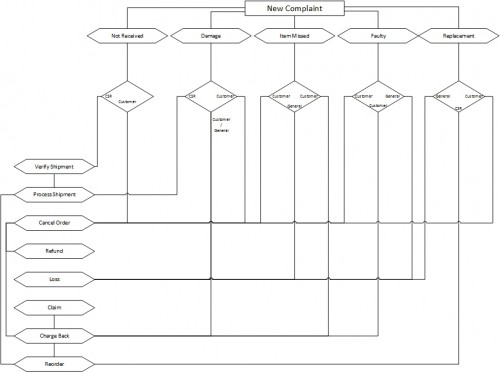 New Complaint
Not Received
Damage
Item Missed
Faulty
Replacement
CSR
Customer
CSR
Customer
Customer
/
General
Customer
Customer
General
Customer
General
Customer
General
Customer
CSR
Verify Shipment
Process Shipment
Cancel Order
Refund
Loss
Claim
Charge Back
Reorder